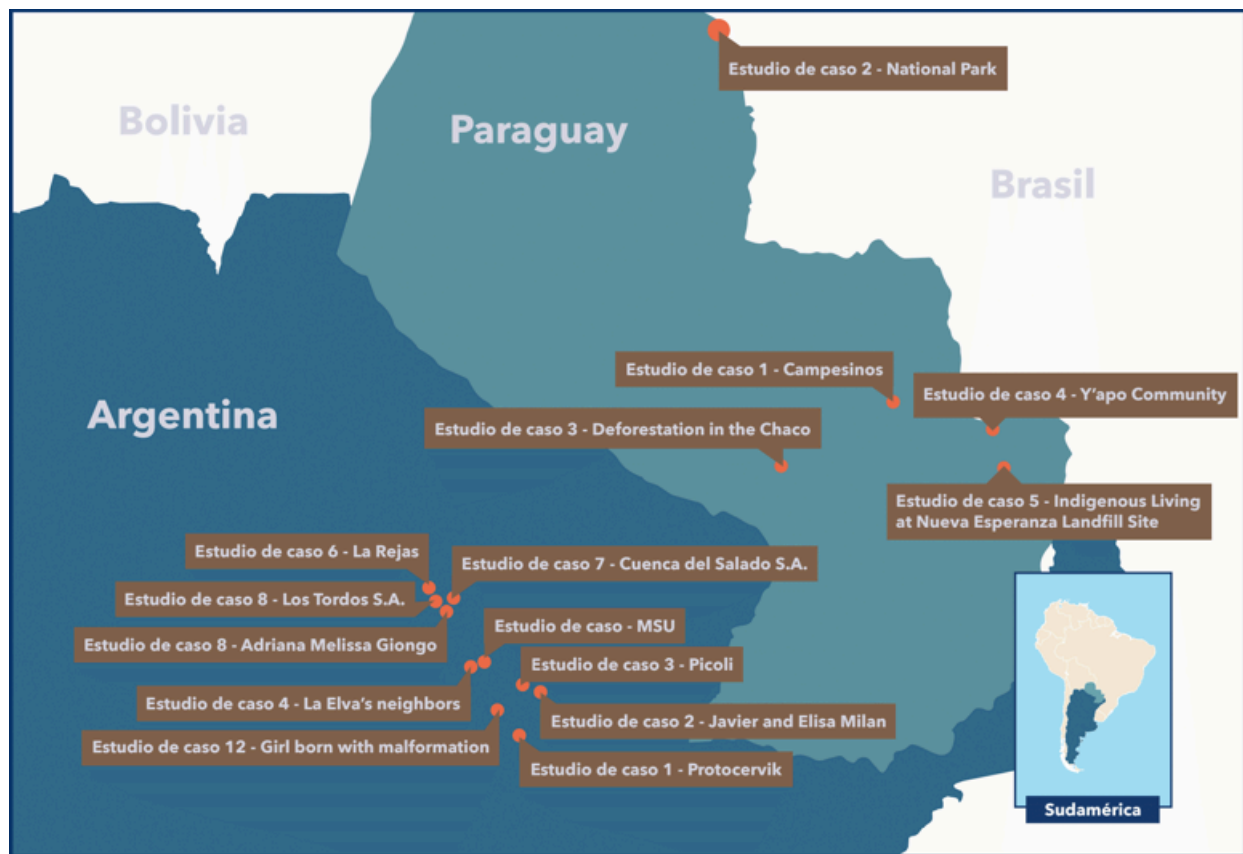 Estudio de caso 2 - National Park
Bolivia
Paraguay
Brasil
Estudio de caso 1 - Campesinos
Estudio de caso 4 - Y'apo Community
Argentina
Estudio de caso 3 - Deforestation in the Chaco
Estudio de caso 5 - Indigenous Living
at Nueva Esperanza Landfill Site
Estudio de caso 6 - La Rejas
Estudio de caso 7 - Cuenca del Salado S.A.
Estudio de caso 8 - Los Tordos S.A.
Estudio de caso - MSU
Estudio de caso 8 - Adriana Melissa Giongo
Estudio de caso 3 - Picoli
Estudio de caso 4 - La Elva's neighbors
Estudio de caso 2 - Javier and Elisa Milan
Estudio de caso 12 - Girl born with malformation
Estudio de caso 1 - Protocervik
Sudamérica